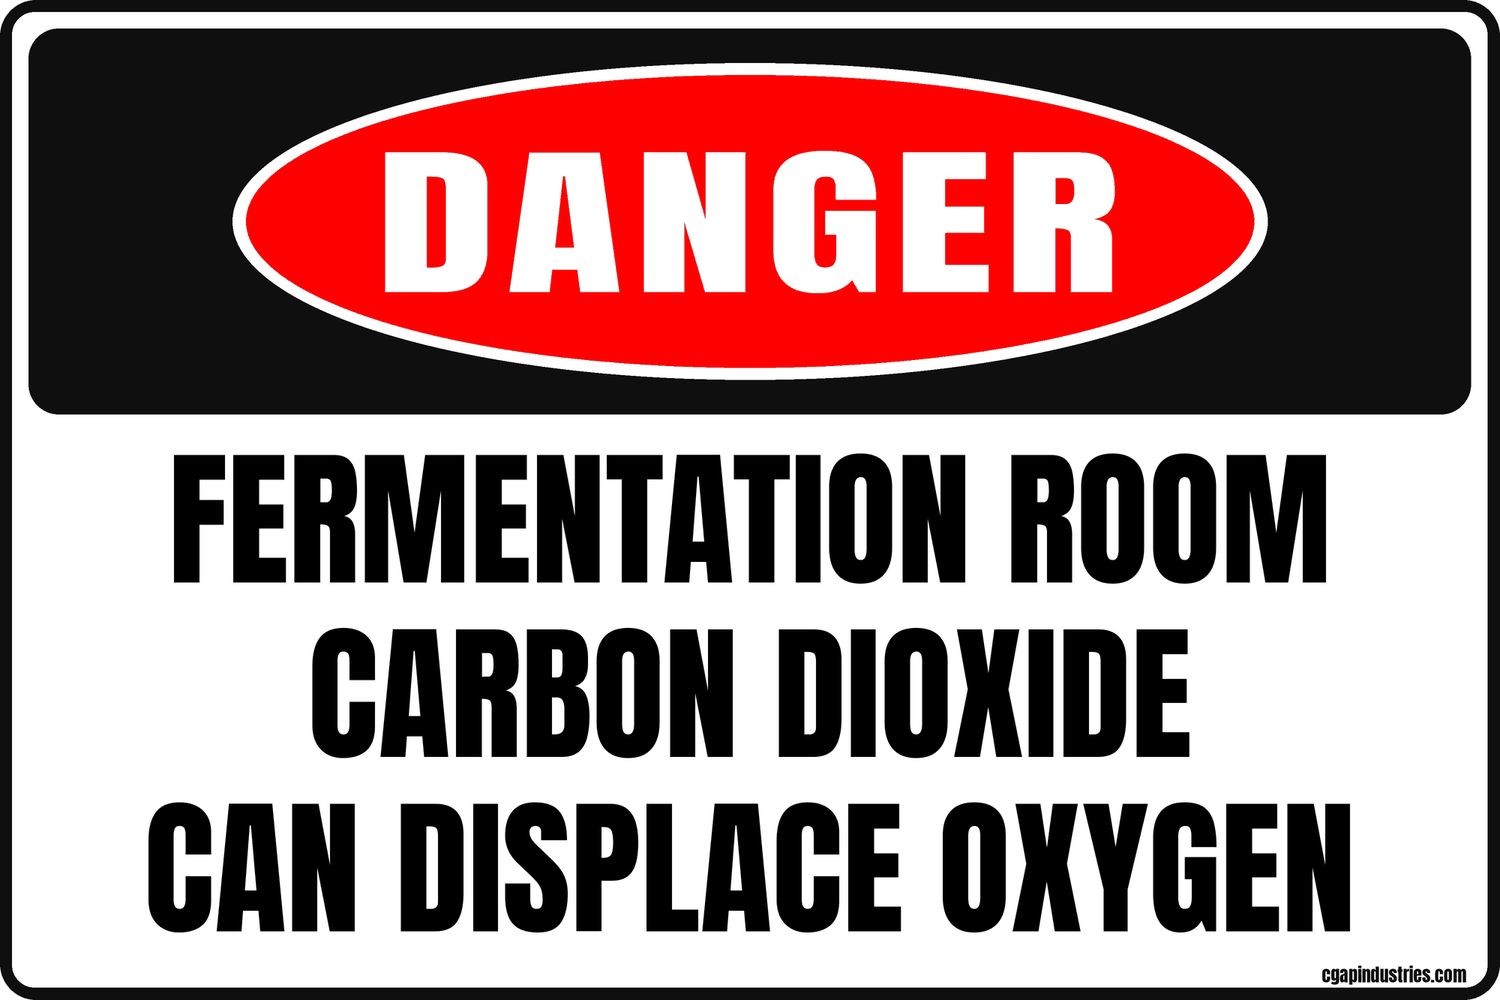 DANGER
FERMENTATION ROOM
CARBON DIOXIDE
CAN DISPLACE OXYGEN
cgapindustries.com